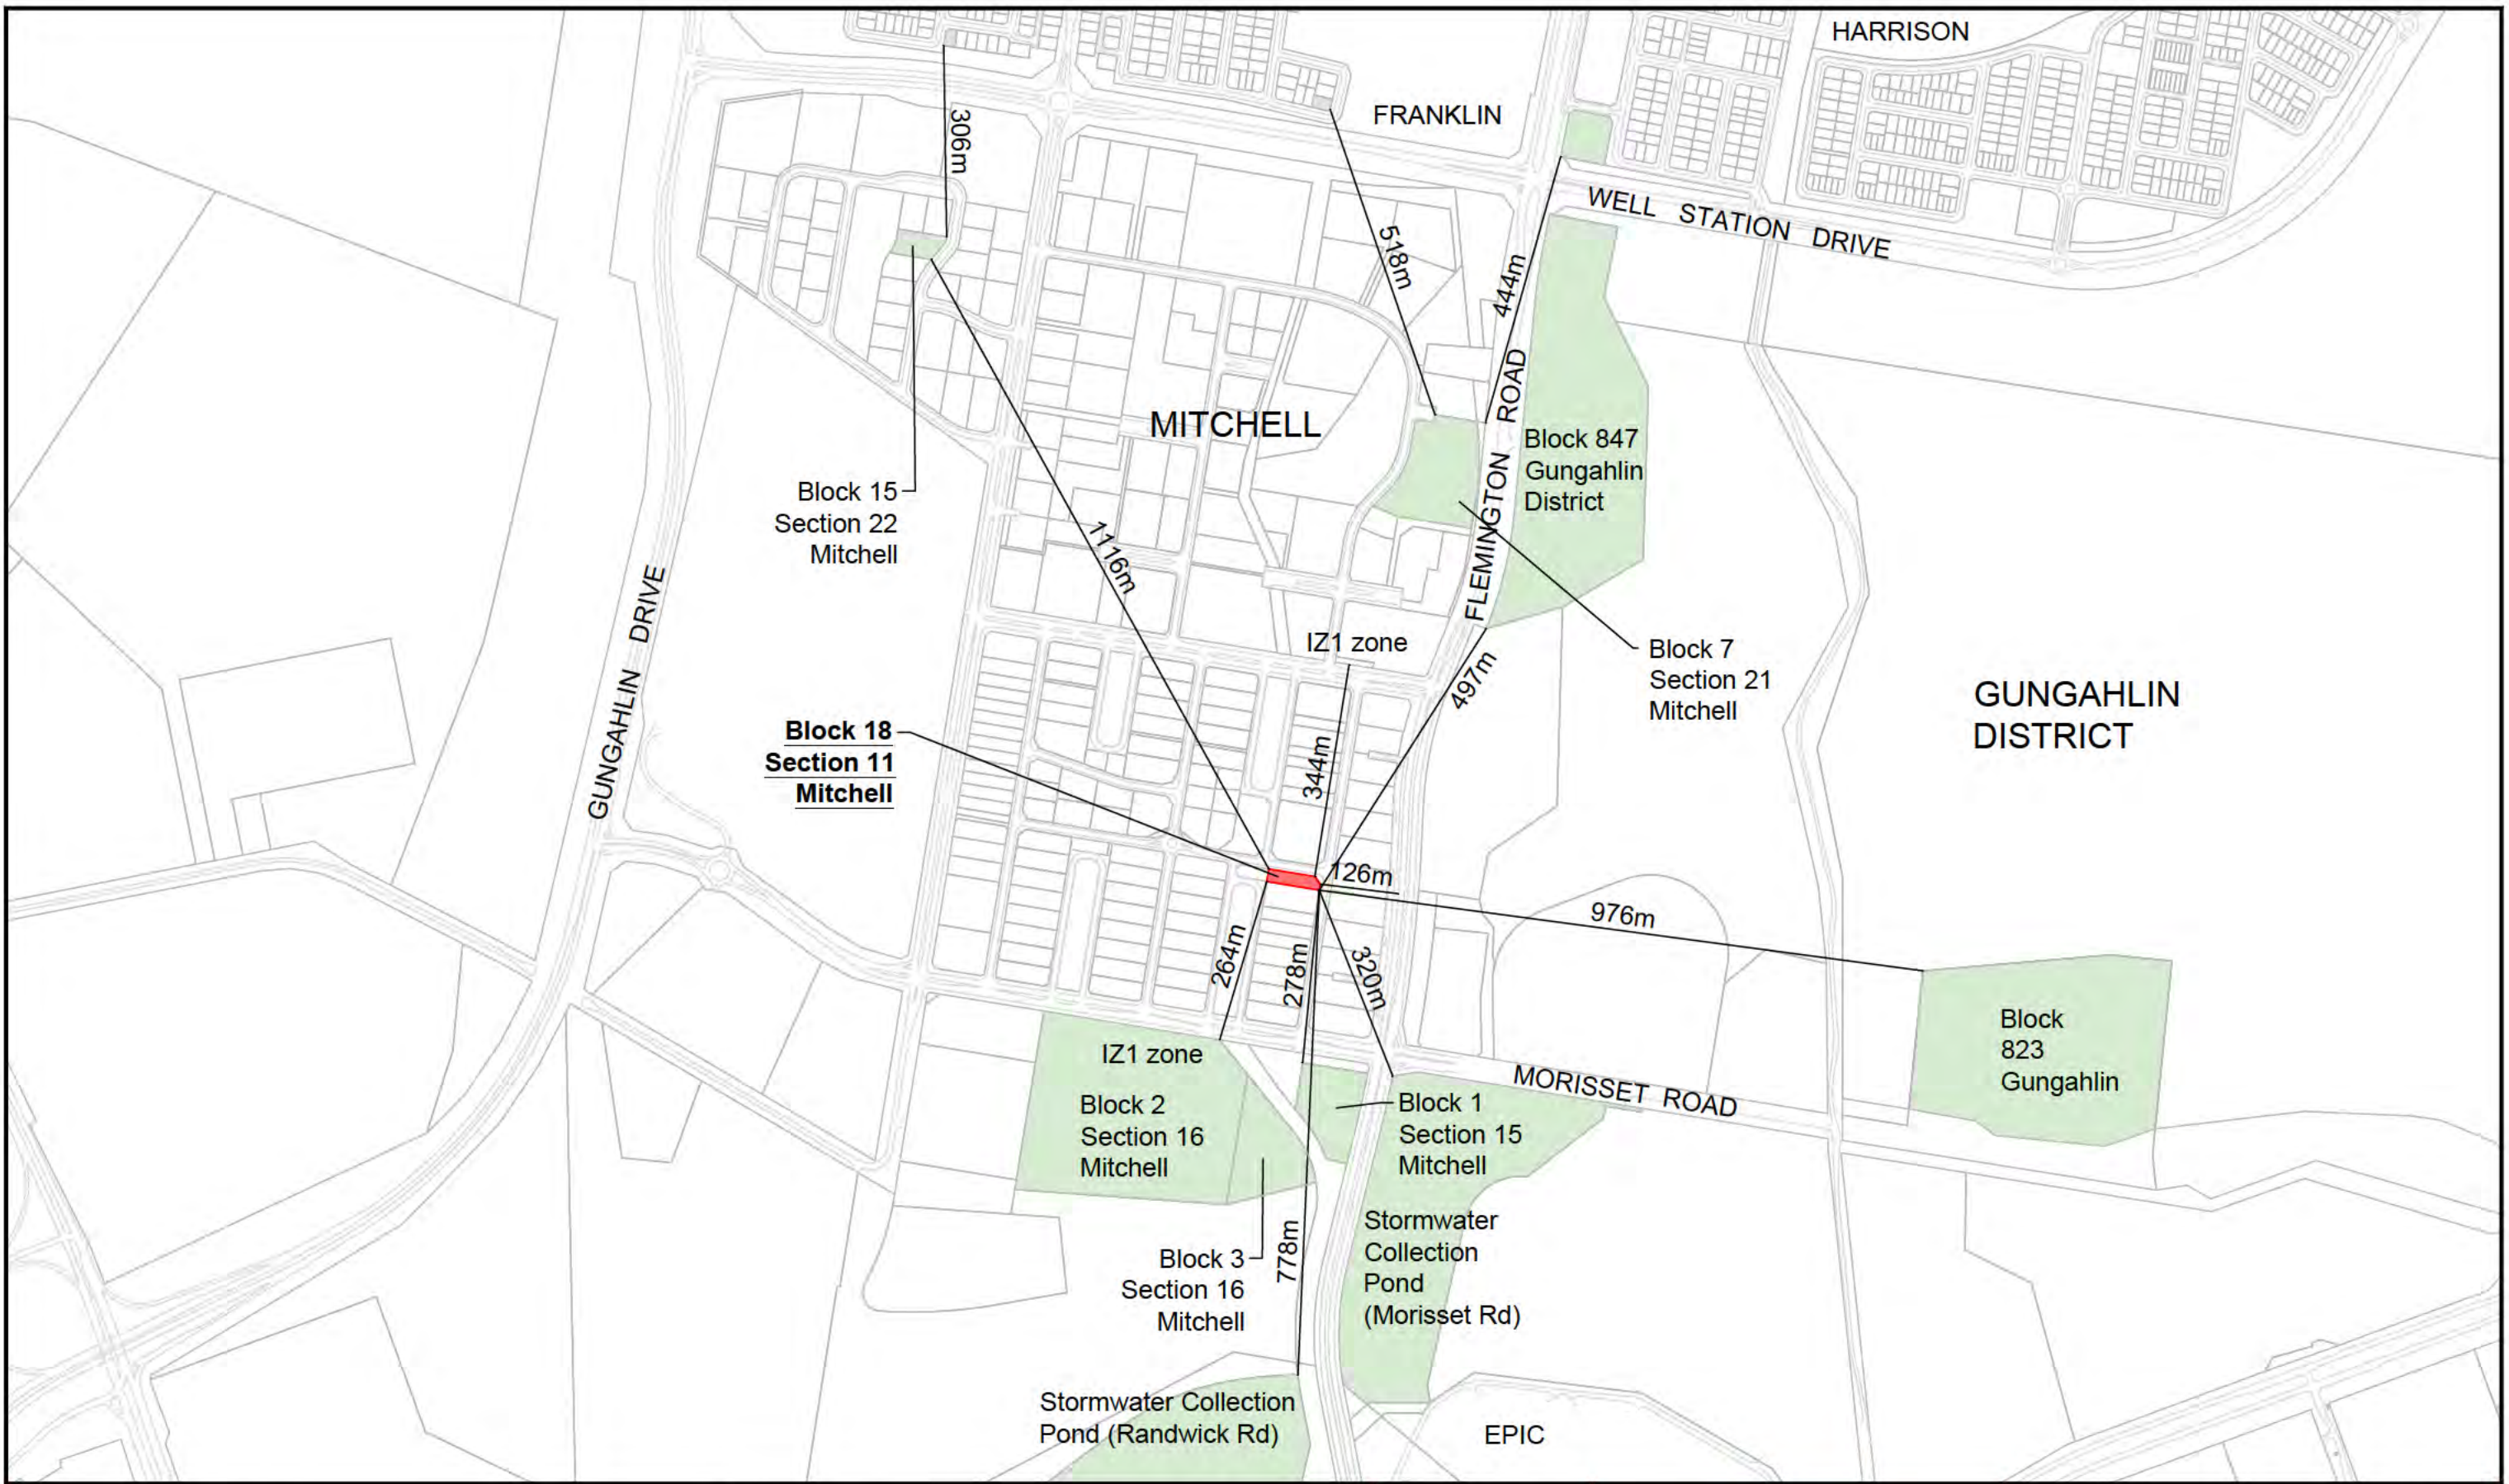 HARRISON
FRANKLIN
306m
WELL STATION DRIVE
518m
444m
MITCHELL
Block 847
Gungahlin
District
Block 15
Section 22
Mitchell
1116m
FLEMINGTON ROAD
GUNGAHLIN DRIVE
IZ1 zone
Block 7
Section 21
Mitchell
497m
GUNGAHLIN
DISTRICT
Block 18
Section 11
Mitchell
344m
126m
976m
264m
278m
320m
Block
823
Gungahlin
IZ1 zone
MORISSET ROAD
Block 2
Section 16
Mitchell
Block 1
Section 15
Mitchell
Stormwater
Collection
Pond
(Morisset Rd)
778m
Block 3
Section 16
Mitchell
Stormwater Collection
Pond (Randwick Rd)
EPIC